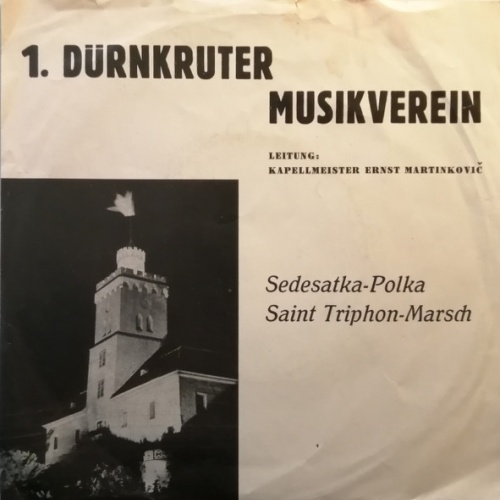 1. DÜRNKRUTER
MUSIKVEREIN
LEITUNG:
KAPELLMEISTER ERNST MARTINKOVIČ
Sedesatka-Polka
Saint Triphon-Marsch